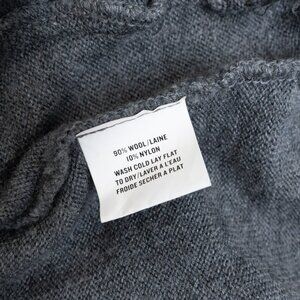 90% WOOL/LAINE
10% NYLON
WASH COLD LAY FLAT
TO DRY/LAVER A L'EAU
FROIDE SECHER A PLAT